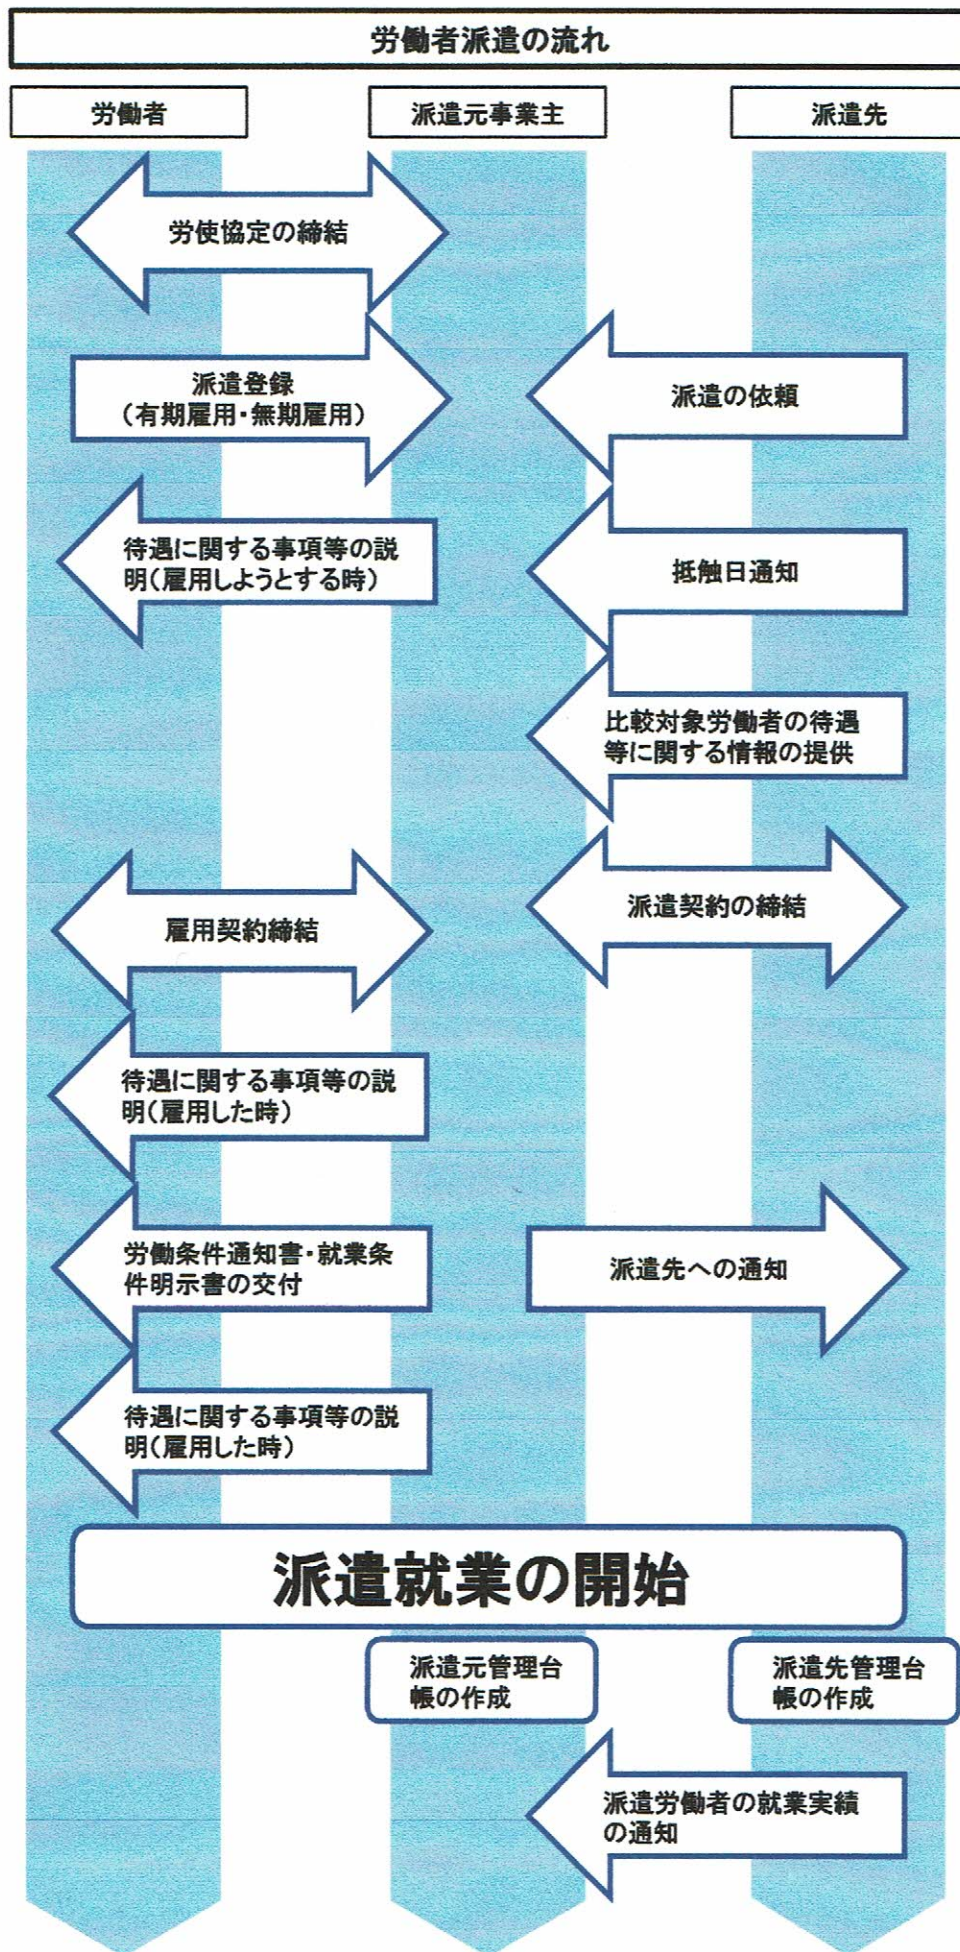 労働者派遣の流れ
労働者
派遣元事業主
派遣先
労使協定の締結
派遣登録
(有期雇用・無期雇用)
派遣の依頼
待遇に関する事項等の説
明(雇用しようとする時)
抵触日通知
比較対象労働者の待遇
等に関する情報の提供
雇用契約締結
派遣契約の締結
待遇に関する事項等の説
明(雇用した時)
労働条件通知書・就業条
件明示書の交付
派遣先への通知
待遇に関する事項等の説
明(雇用した時)
派遣就業の開始
派遣元管理台
帳の作成
派遣先管理台
帳の作成
派遣労働者の就業実績
の通知